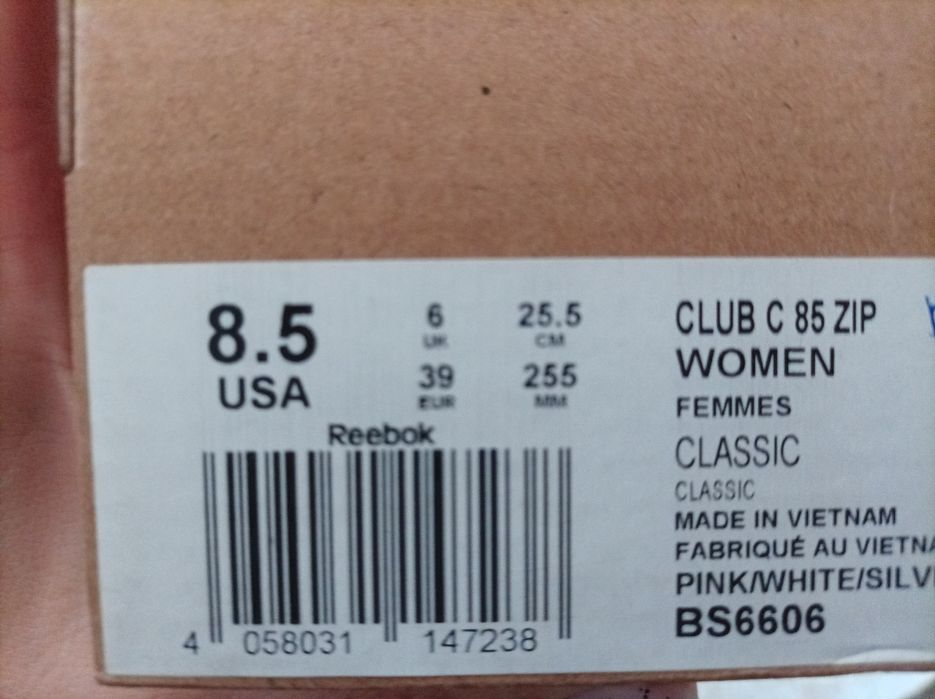 8.5
USA
6
UK
39
EUR
25.5
CM
255
MM
Reebok
4 058031 147238
CLUB C 85 ZIP
WOMEN
FEMMES
CLASSIC
CLASSIC
MADE IN VIETNAM
FABRIQUÉ AU VIETNA
PINK/WHITE/SILV
BS6606